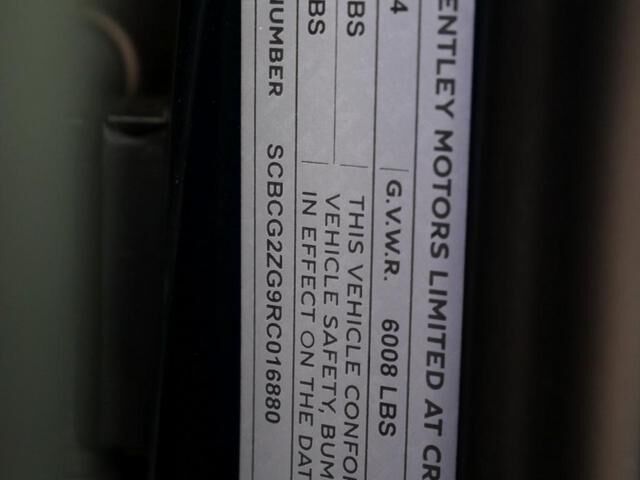 ENTLEY MOTORS LIMITED AT CR
4 G.V.W.R. 6008 LBS
BS THIS VEHICLE CONFO
BS VEHICLE SAFETY, BUM
IN EFFECT ON THE DAT
NUMBER SCBCG2ZG9RC016880